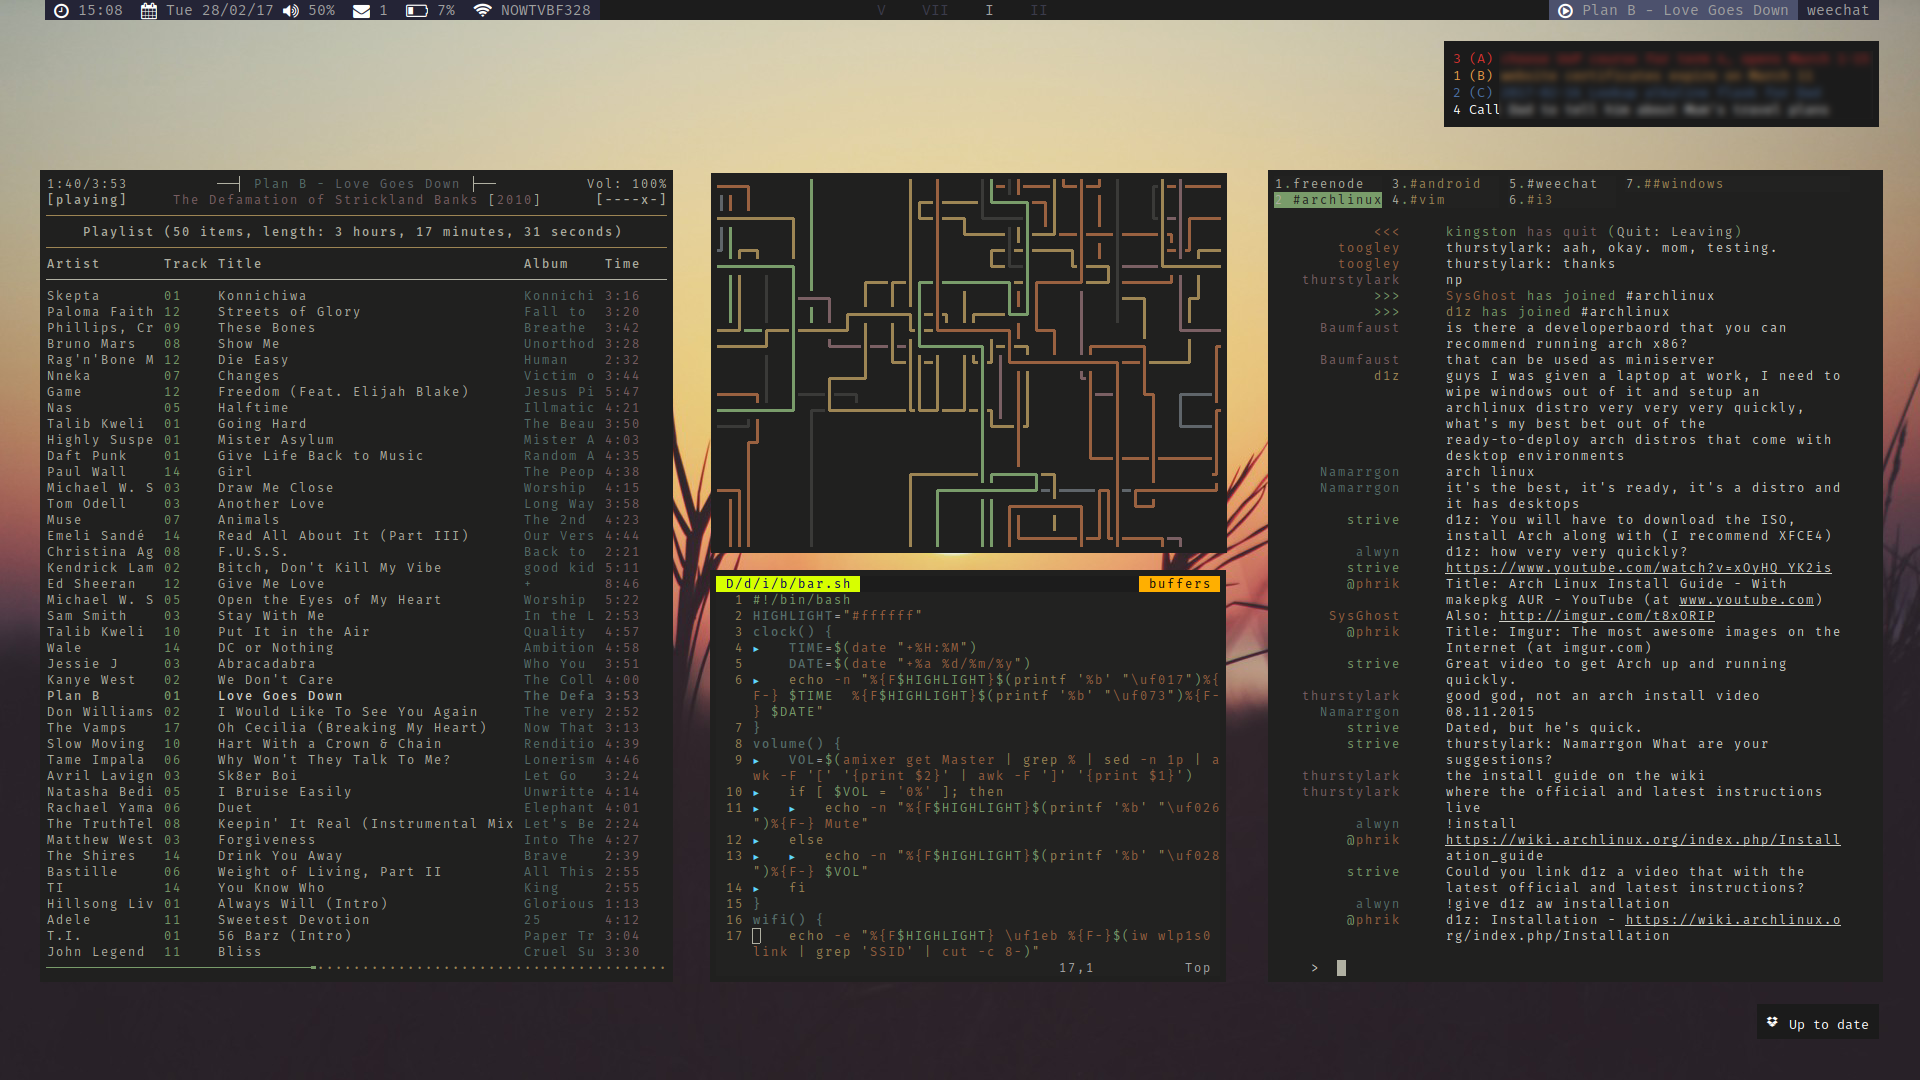 15:08 Tue 28/02/17 50% 1 7% NOWTVBF328
V VII I II
Plan B - Love Goes Down weechat
3 (A)
1 (B)
2 (C)
4 Call
1:40/3:53 Plan B - Love Goes Down Vol: 100%
[playing] The Defamation of Strickland Banks [2010] [----x-]
Playlist (50 items, length: 3 hours, 17 minutes, 31 seconds)
Artist Track Title Album Time
Skepta 01 Konnichiwa Konnichi 3:16
Paloma Faith 12 Streets of Glory Fall to 3:20
Phillips, Cr 09 These Bones Breathe 3:42
Bruno Mars 08 Show Me Unorthod 3:28
Rag'n'Bone M 12 Die Easy Human 2:32
Nneka 07 Changes Victim o 3:44
Game 12 Freedom (Feat. Elijah Blake) Jesus Pi 5:47
Nas 05 Halftime Illmatic 4:21
Talib Kweli 01 Going Hard The Beau 3:50
Highly Suspe 01 Mister Asylum Mister A 4:03
Daft Punk 01 Give Life Back to Music Random A 4:35
Paul Wall 14 Girl The Peop 4:38
Michael W. S 03 Draw Me Close Worship 4:15
Tom Odell 03 Another Love Long Way 3:58
Muse 07 Animals The 2nd 4:23
Emeli Sandé 14 Read All About It (Part III) Our Vers 4:44
Christina Ag 08 F.U.S.S. Back to 2:21
Kendrick Lam 02 Bitch, Don't Kill My Vibe good kid 5:11
Ed Sheeran 12 Give Me Love + 8:46
Michael W. S 05 Open the Eyes of My Heart Worship 5:22
Sam Smith 03 Stay With Me In the L 2:53
Talib Kweli 10 Put It in the Air Quality 4:57
Wale 14 DC or Nothing Ambition 4:58
Jessie J 03 Abracadabra Who You 3:51
Kanye West 02 We Don't Care The Coll 4:00
Plan B 01 Love Goes Down The Defa 3:53
Don Williams 02 I Would Like To See You Again The very 2:52
The Vamps 17 Oh Cecilia (Breaking My Heart) Now That 3:13
Slow Moving 10 Hart With a Crown & Chain Renditio 4:39
Tame Impala 06 Why Won't They Talk To Me? Lonerism 4:46
Avril Lavign 03 Sk8er Boi Let Go 3:24
Natasha Bedi 05 I Bruise Easily Unwritte 4:14
Rachael Yama 06 Duet Elephant 4:01
The TruthTel 08 Keepin' It Real (Instrumental Mix Let's Be 2:24
Matthew West 03 Forgiveness Into The 4:27
The Shires 14 Drink You Away Brave 2:39
Bastille 06 Weight of Living, Part II All This 2:55
TI 14 You Know Who King 2:55
Hillsong Liv 01 Always Will (Intro) Glorious 1:13
Adele 11 Sweetest Devotion 25 4:12
T.I. 01 56 Barz (Intro) Paper Tr 3:04
John Legend 11 Bliss Cruel Su 3:30
D/d/i/b/bar.sh buffers
1 #!/bin/bash
2 HIGHLIGHT="#ffffff"
3 clock() {
4 ▸ TIME=$(date "+%H:%M")
5 DATE=$(date "+%a %d/%m/%y")
6 ▸ echo -n "%{F$HIGHLIGHT}$(printf '%b' "\uf017")%{
F-} $TIME %{F$HIGHLIGHT}$(printf '%b' "\uf073")%{F-
} $DATE"
7 }
8 volume() {
9 ▸ VOL=$(amixer get Master | grep % | sed -n 1p | a
wk -F '[' '{print $2}' | awk -F ']' '{print $1}')
10 ▸ if [ $VOL = '0%' ]; then
11 ▸ ▸ echo -n "%{F$HIGHLIGHT}$(printf '%b' "\uf026
")%{F-} Mute"
12 ▸ else
13 ▸ ▸ echo -n "%{F$HIGHLIGHT}$(printf '%b' "\uf028
")%{F-} $VOL"
14 ▸ fi
15 }
16 wifi() {
17 echo -e "%{F$HIGHLIGHT} \uf1eb %{F-}$(iw wlp1s0
link | grep 'SSID' | cut -c 8-)"
17,1 Top
1.freenode 3.#android 5.#weechat 7.##windows
2 #archlinux 4.#vim 6.#i3
<<< kingston has quit (Quit: Leaving)
toogley thurstylark: aah, okay. mom, testing.
toogley thurstylark: thanks
thurstylark np
>>> SysGhost has joined #archlinux
>>> d1z has joined #archlinux
Baumfaust is there a developerbaord that you can
recommend running arch x86?
Baumfaust that can be used as miniserver
d1z guys I was given a laptop at work, I need to
wipe windows out of it and setup an
archlinux distro very very very quickly,
what's my best bet out of the
ready-to-deploy arch distros that come with
desktop environments
Namarrgon arch linux
Namarrgon it's the best, it's ready, it's a distro and
it has desktops
strive d1z: You will have to download the ISO,
install Arch along with (I recommend XFCE4)
alwyn d1z: how very very quickly?
strive https://www.youtube.com/watch?v=xOyHQ_YK2is
@phrik Title: Arch Linux Install Guide - With
makepkg AUR - YouTube (at www.youtube.com)
SysGhost Also: http://imgur.com/t8xORIP
@phrik Title: Imgur: The most awesome images on the
Internet (at imgur.com)
strive Great video to get Arch up and running
quickly.
thurstylark good god, not an arch install video
Namarrgon 08.11.2015
strive Dated, but he's quick.
strive thurstylark: Namarrgon What are your
suggestions?
thurstylark the install guide on the wiki
thurstylark where the official and latest instructions
live
alwyn !install
@phrik https://wiki.archlinux.org/index.php/Install
ation_guide
strive Could you link d1z a video that with the
latest official and latest instructions?
alwyn !give d1z aw installation
@phrik d1z: Installation - https://wiki.archlinux.o
rg/index.php/Installation
>
Up to date